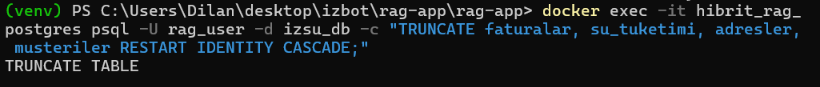 (venv) PS C:\Users\Dilan\desktop\izbot\rag-app\rag-app> docker exec -it hibrit_rag_
postgres psql -U rag_user -d izsu_db -c "TRUNCATE faturalar, su_tuketimi, adresler,
 musteriler RESTART IDENTITY CASCADE;"
TRUNCATE TABLE